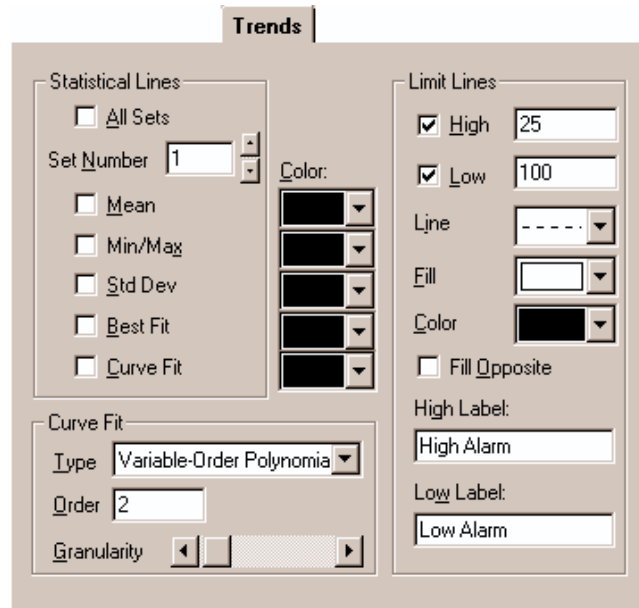 Trends
Statistical Lines
All Sets
Set Number 1
Color:
Mean
Min/Max
Std Dev
Best Fit
Curve Fit
Curve Fit
Type Variable-Order Polynomia
Order 2
Granularity
Limit Lines
High 25
Low 100
Line
Fill
Color
Fill Opposite
High Label:
High Alarm
Low Label:
Low Alarm